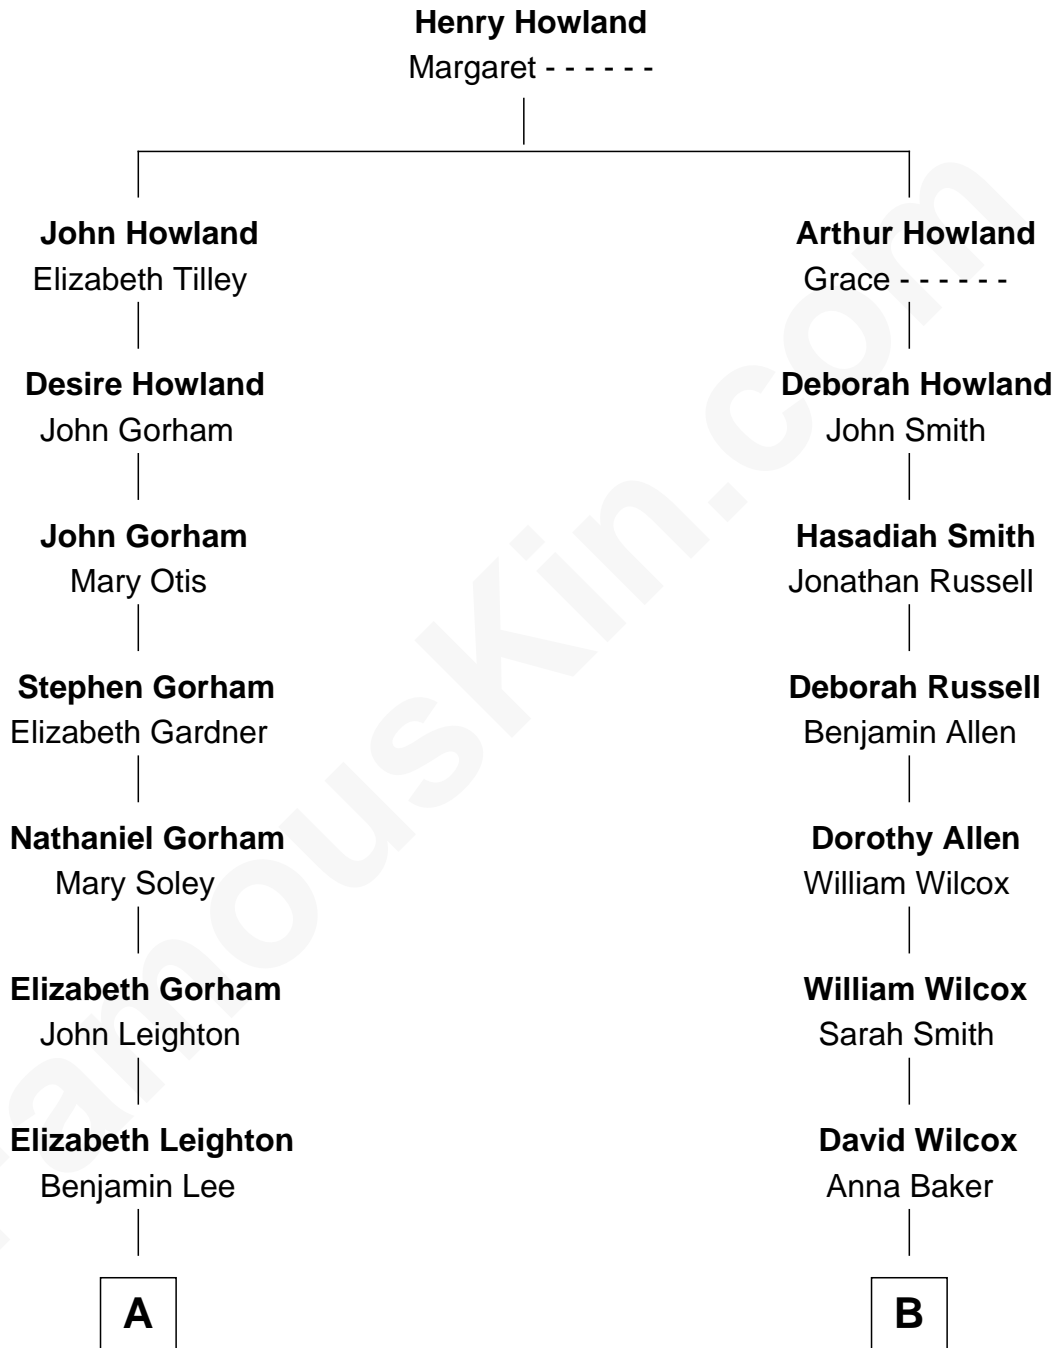 Henry Howland
Margaret - - - - - -
John Howland
Elizabeth Tilley
Arthur Howland
Grace - - - - - -
Desire Howland
John Gorham
Deborah Howland
John Smith
John Gorham
Mary Otis
Hasadiah Smith
Jonathan Russell
Stephen Gorham
Elizabeth Gardner
Deborah Russell
Benjamin Allen
Nathaniel Gorham
Mary Soley
Dorothy Allen
William Wilcox
Elizabeth Gorham
John Leighton
William Wilcox
Sarah Smith
Elizabeth Leighton
Benjamin Lee
David Wilcox
Anna Baker
A
B
FamousKin.com